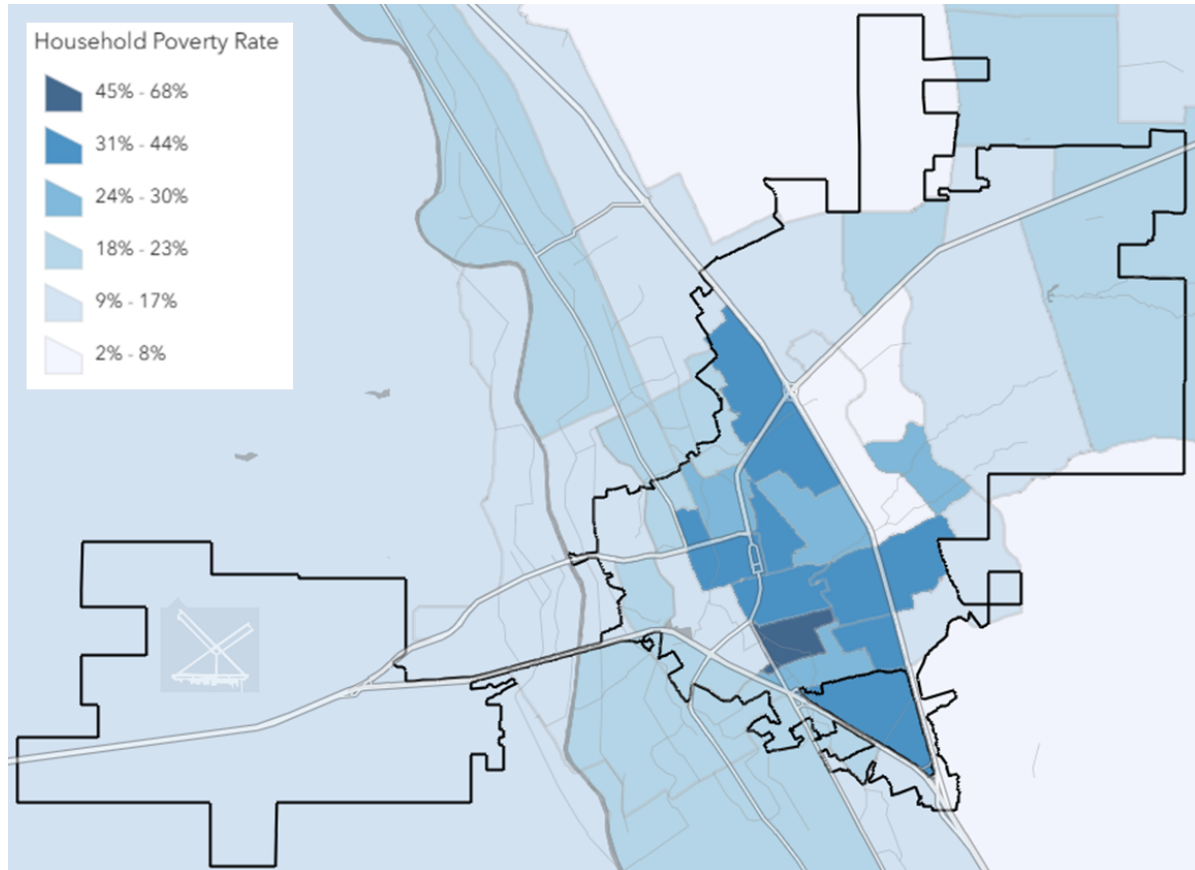 Household Poverty Rate
45% - 68%
31% - 44%
24% - 30%
18% - 23%
9% - 17%
2% - 8%